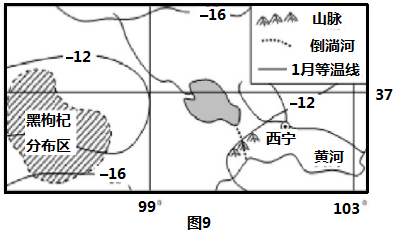 −16
山脉
倒淌河
1月等温线
−12
37
−12
黑枸杞
分布区
西宁
黄河
−16
99°
103°
图9